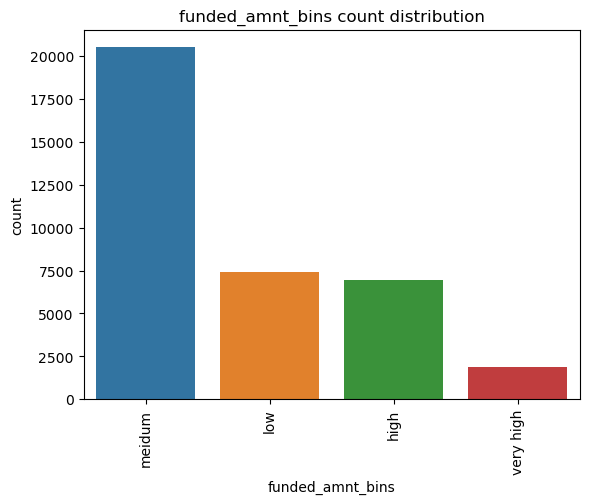 funded_amnt_bins count distribution
20000
17500
15000
12500
10000
7500
5000
2500
0
count
meidum
low
high
very high
funded_amnt_bins